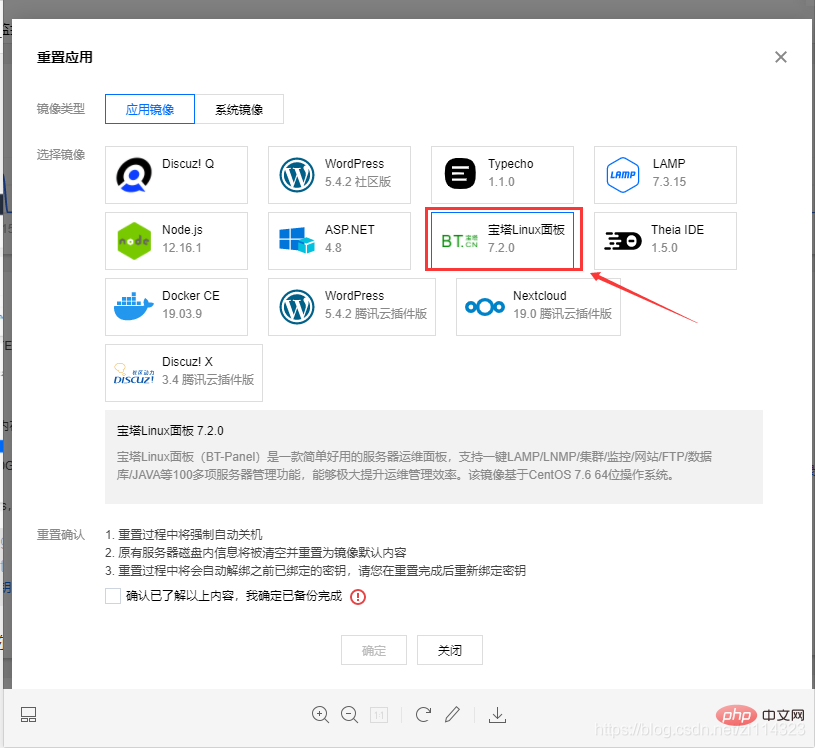 重置应用
镜像类型
应用镜像
系统镜像
选择镜像
Discuz! Q
WordPress
5.4.2 社区版
Typecho
1.1.0
LAMP
LAMP
7.3.15
node
Node.js
12.16.1
ASP.NET
4.8
BT.宝塔.CN
宝塔Linux面板
7.2.0
Theia IDE
1.5.0
Docker CE
19.03.9
WordPress
5.4.2 腾讯云插件版
Nextcloud
19.0 腾讯云插件版
社区动力
DISCUZ!
Discuz! X
3.4 腾讯云插件版
宝塔Linux面板 7.2.0
宝塔Linux面板（BT-Panel）是一款简单好用的服务器运维面板，支持一键LAMP/LNMP/集群/监控/网站/FTP/数据
库/JAVA等100多项服务器管理功能，能够极大提升运维管理效率。该镜像基于CentOS 7.6 64位操作系统。
重置确认
1. 重置过程中将强制自动关机
2. 原有服务器磁盘内信息将被清空并重置为镜像默认内容
3. 重置过程中将会自动解绑之前已绑定的密钥，请您在重置完成后重新绑定密钥
确认已了解以上内容，我确定已备份完成
确定
关闭
1:1
php 中文网
https://blog.csdn.net/zf114323